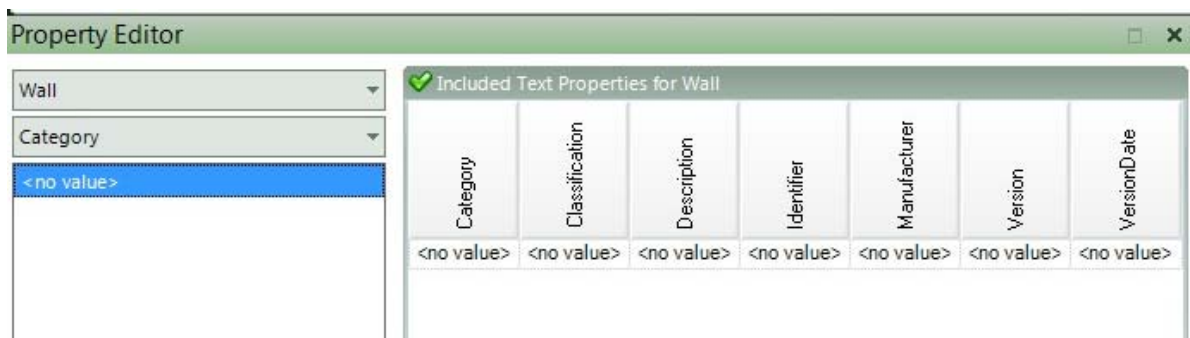 Property Editor
Wall
Category
<no value>
Included Text Properties for Wall
Category Classification Description Identifier Manufacturer Version VersionDate
<no value> <no value> <no value> <no value> <no value> <no value> <no value>